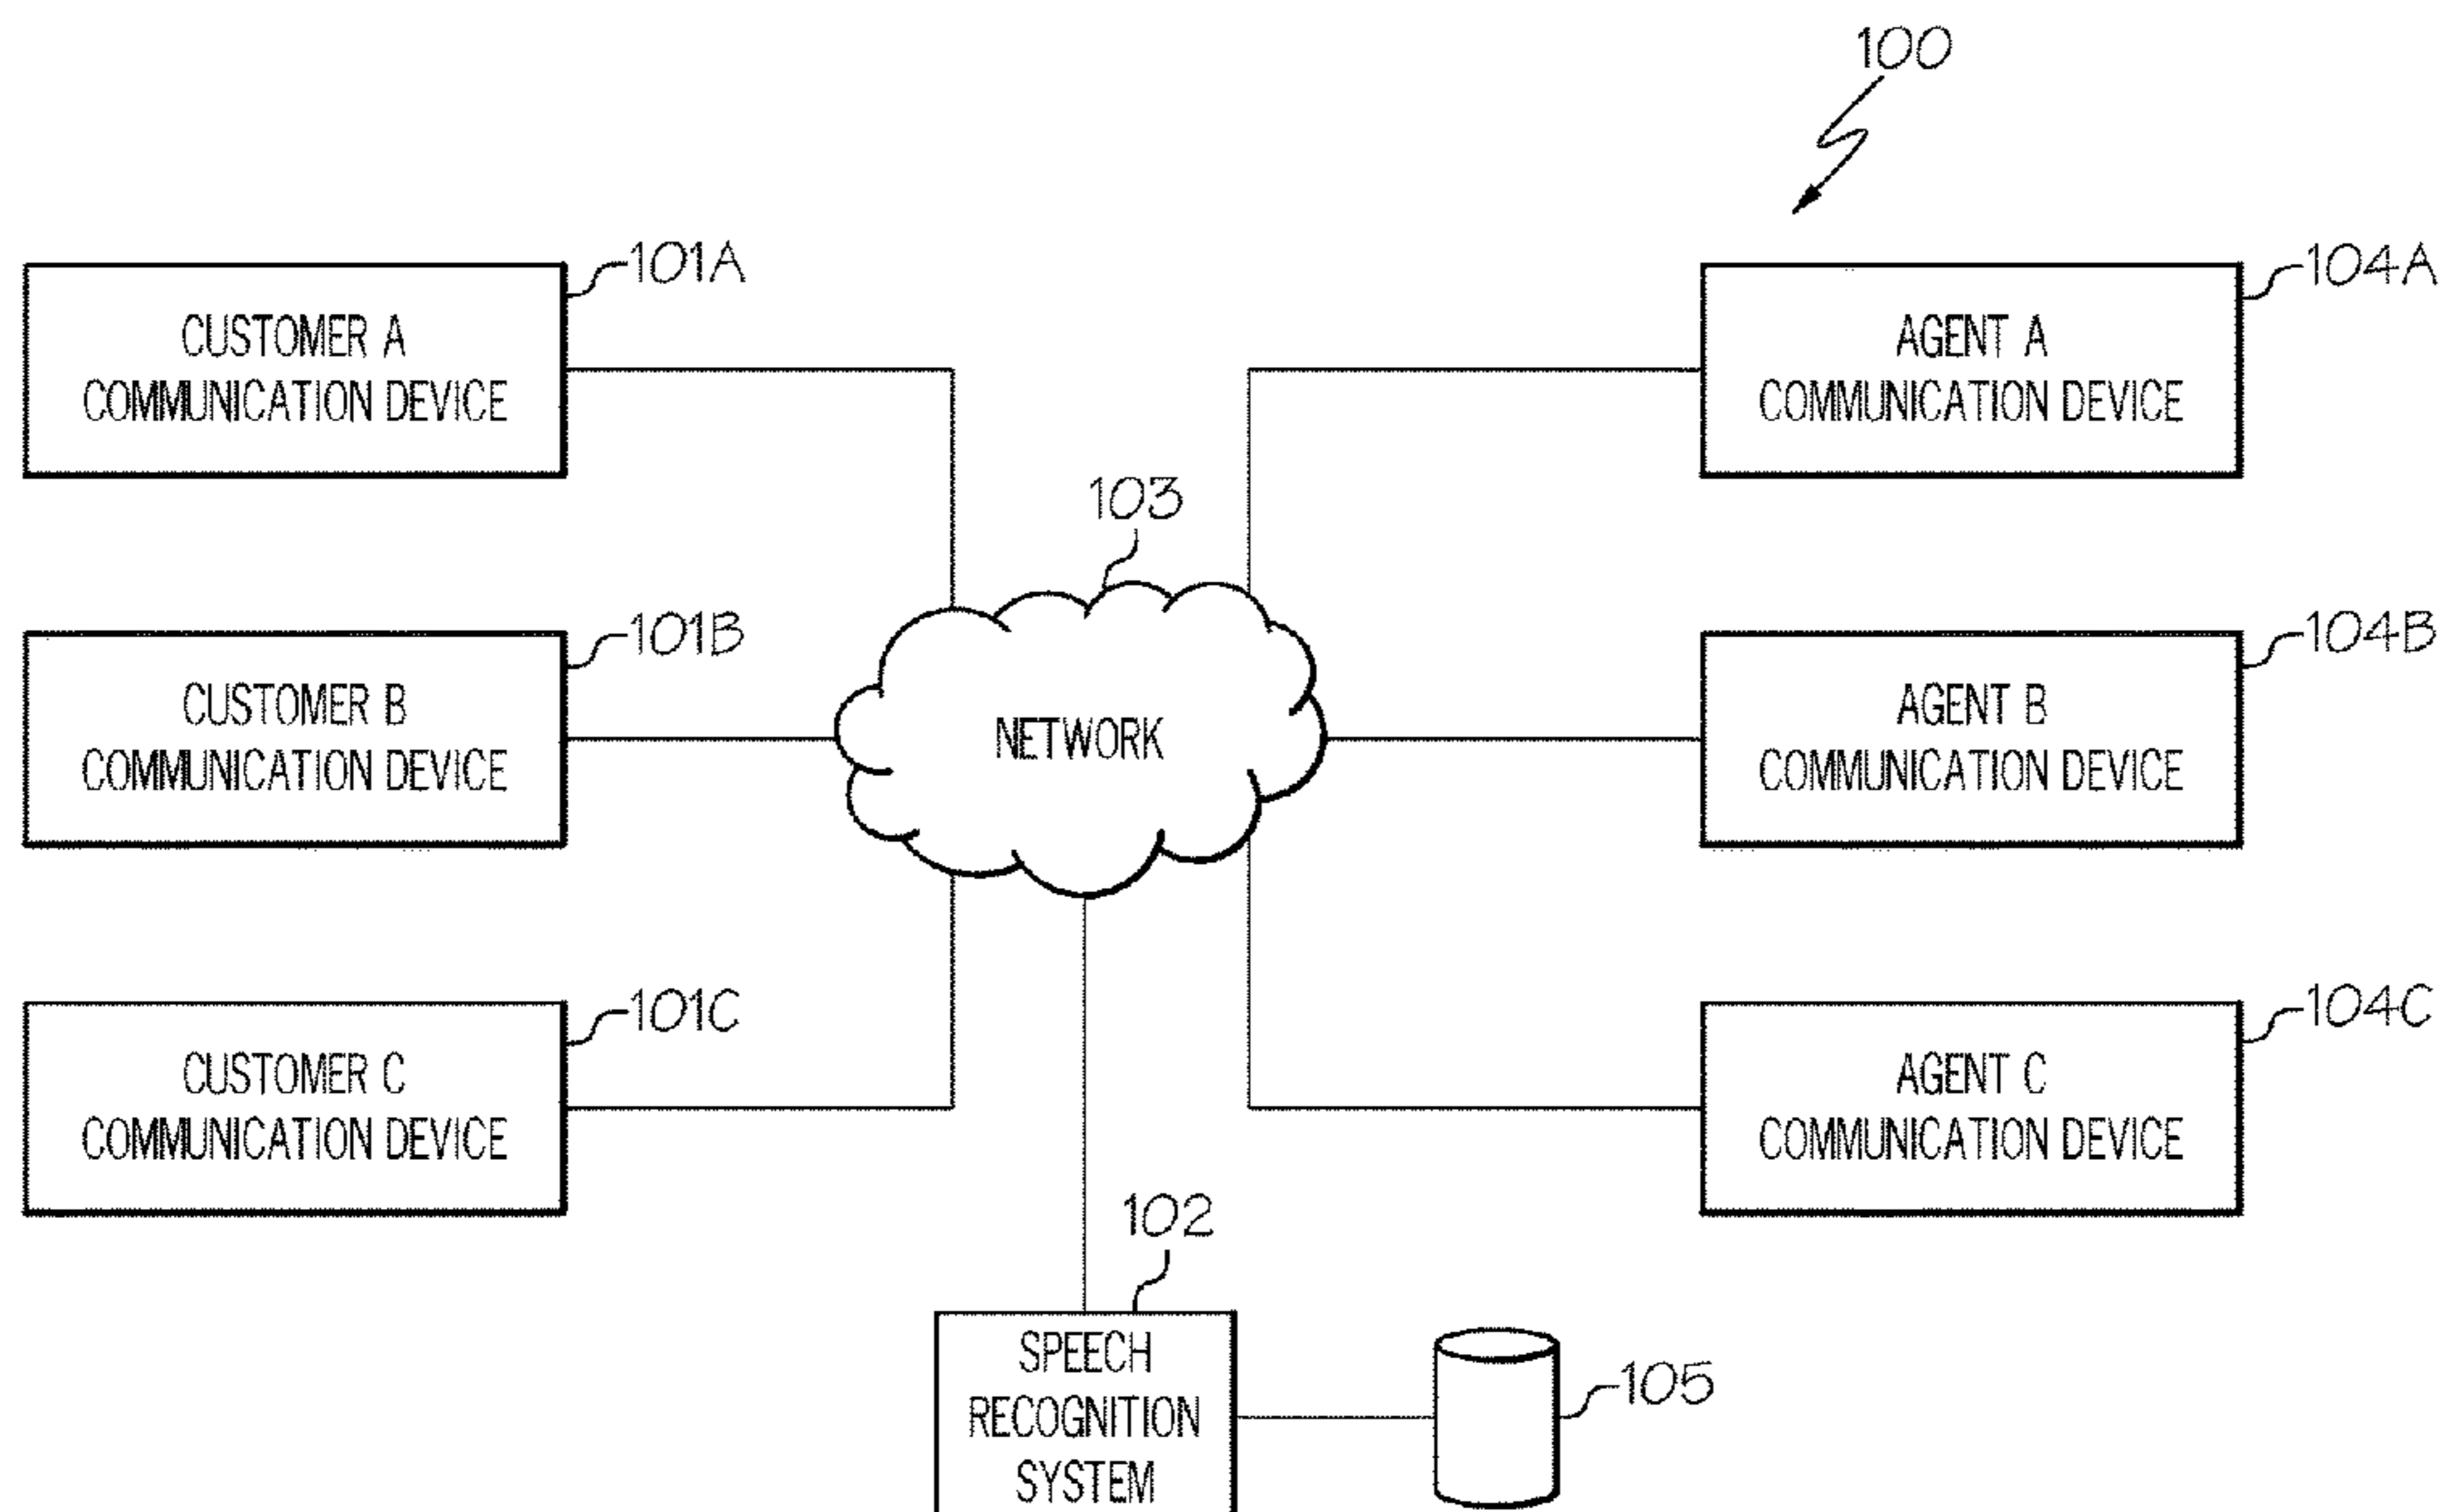 100
101A
CUSTOMER A
COMMUNICATION DEVICE
104A
AGENT A
COMMUNICATION DEVICE
103
NETWORK
101B
CUSTOMER B
COMMUNICATION DEVICE
104B
AGENT B
COMMUNICATION DEVICE
101C
CUSTOMER C
COMMUNICATION DEVICE
104C
AGENT C
COMMUNICATION DEVICE
102
SPEECH
RECOGNITION
SYSTEM
105